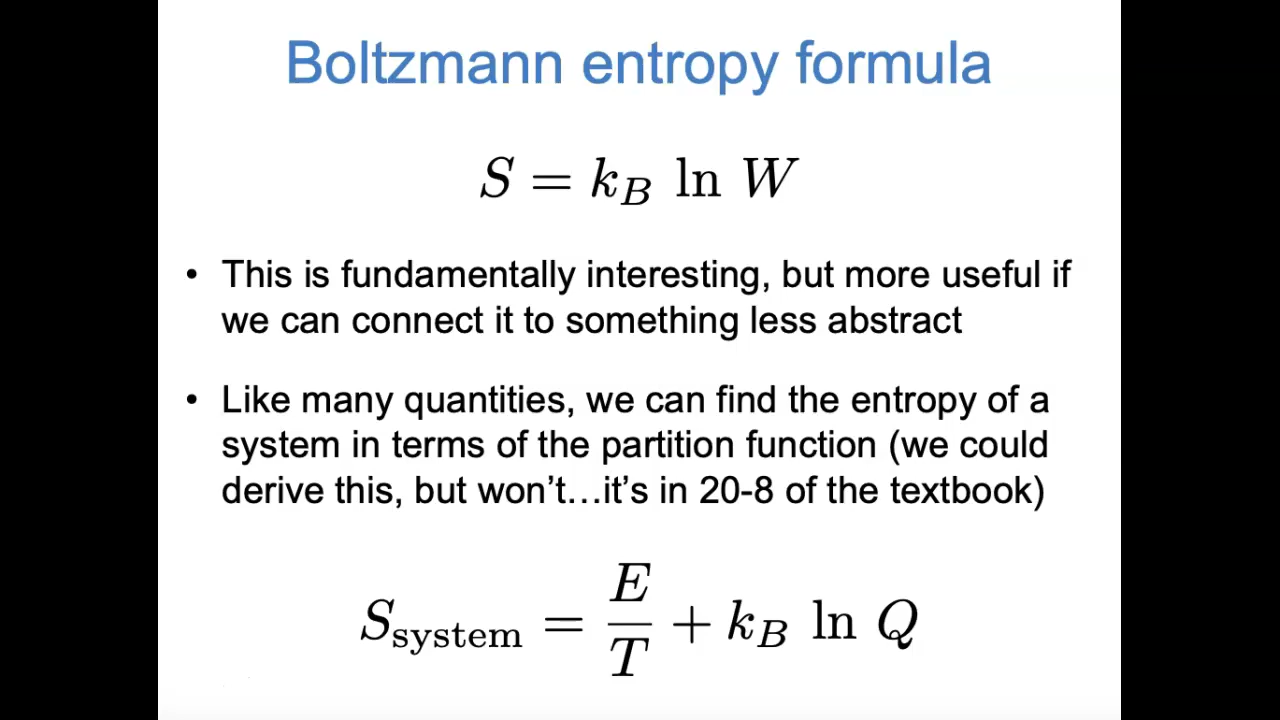 Boltzmann entropy formula
S = k_B ln W
• This is fundamentally interesting, but more useful if
we can connect it to something less abstract
• Like many quantities, we can find the entropy of a
system in terms of the partition function (we could
derive this, but won’t…it’s in 20-8 of the textbook)
S_system = E/T + k_B ln Q